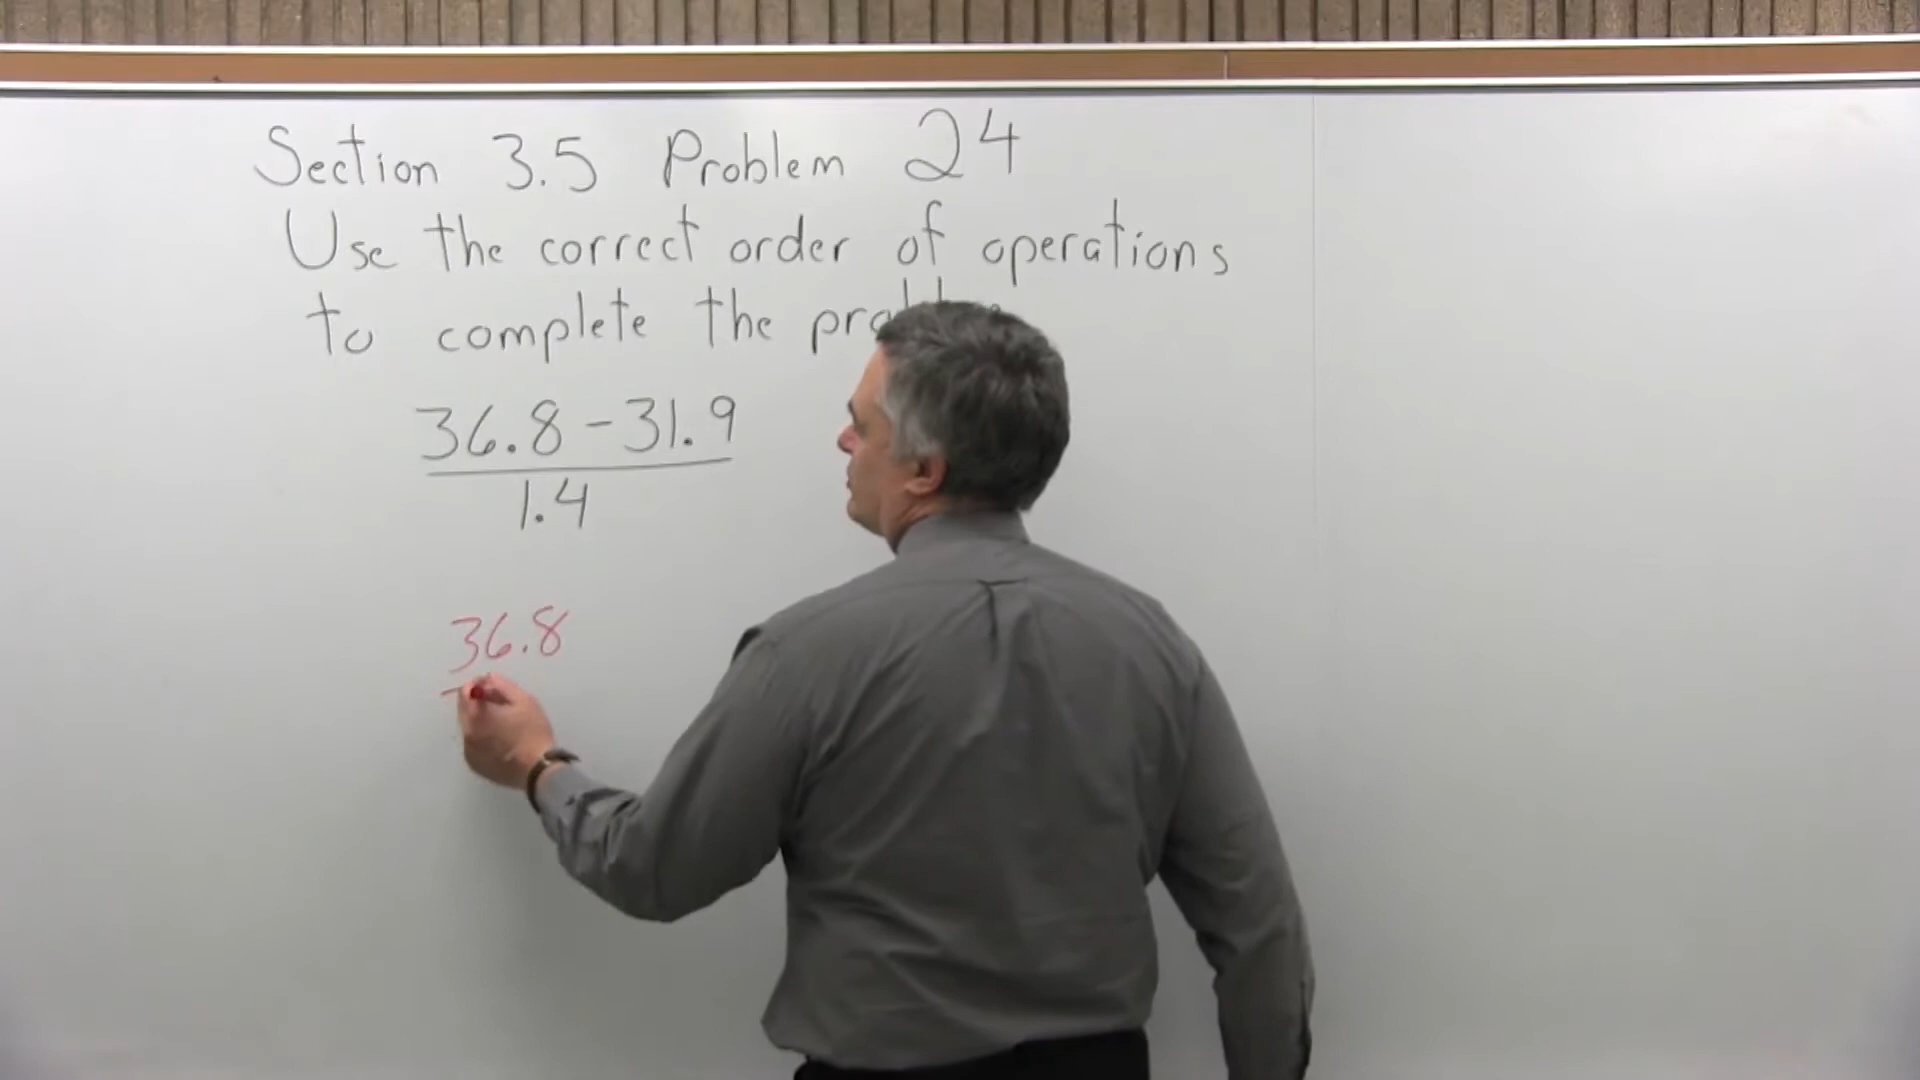 Section 3.5 Problem 24
Use the correct order of operations
to complete the
36.8 - 31.9
1.4
36.8
-